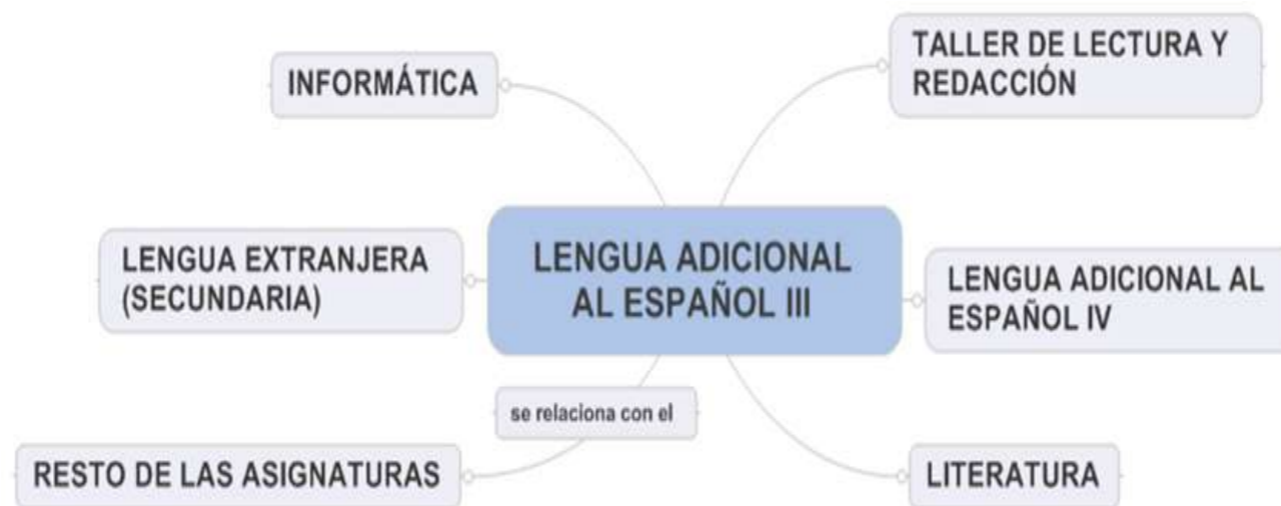 INFORMÁTICA
TALLER DE LECTURA Y
REDACCIÓN
LENGUA EXTRANJERA
(SECUNDARIA)
LENGUA ADICIONAL
AL ESPAÑOL III
LENGUA ADICIONAL AL
ESPAÑOL IV
se relaciona con el
RESTO DE LAS ASIGNATURAS
LITERATURA